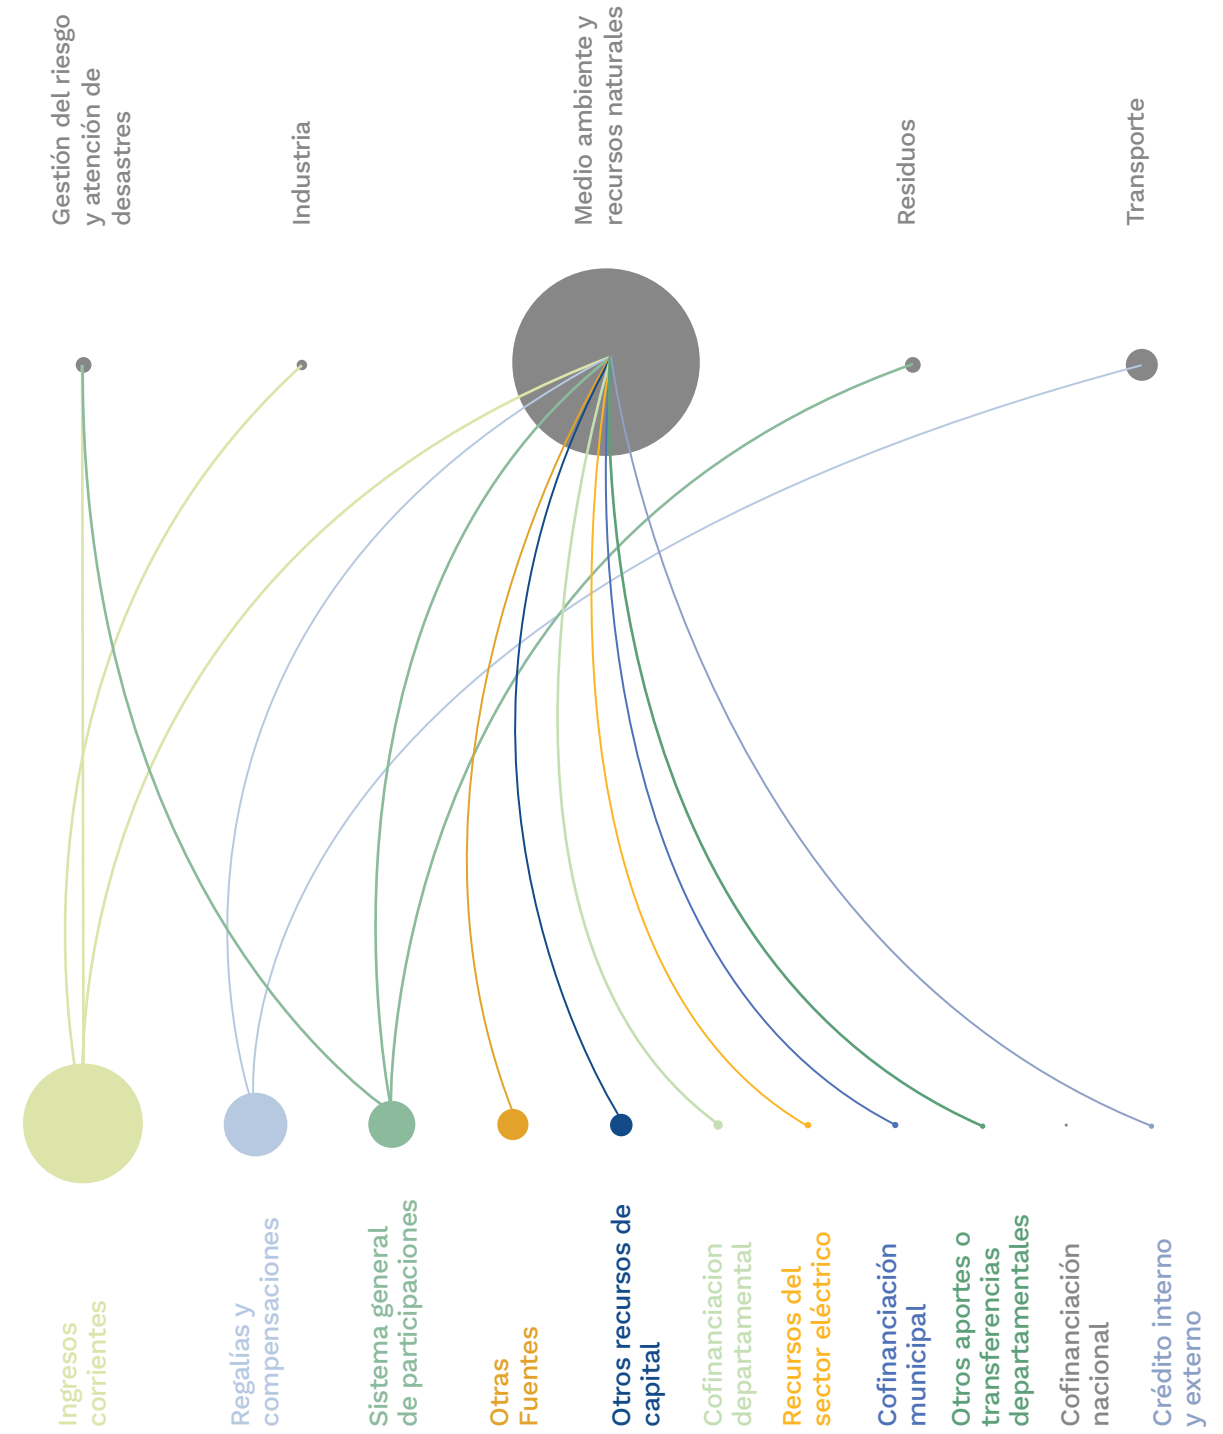 Gestión del riesgo
y atención de
desastres
Industria
Medio ambiente y
recursos naturales
Residuos
Transporte
Ingresos
corrientes
Regalías y
compensaciones
Sistema general
de participaciones
Otras
Fuentes
Otros recursos de
capital
Cofinanciacion
departamental
Recursos del
sector eléctrico
Cofinanciación
municipal
Otros aportes o
transferencias
departamentales
Cofinanciación
nacional
Crédito interno
y externo